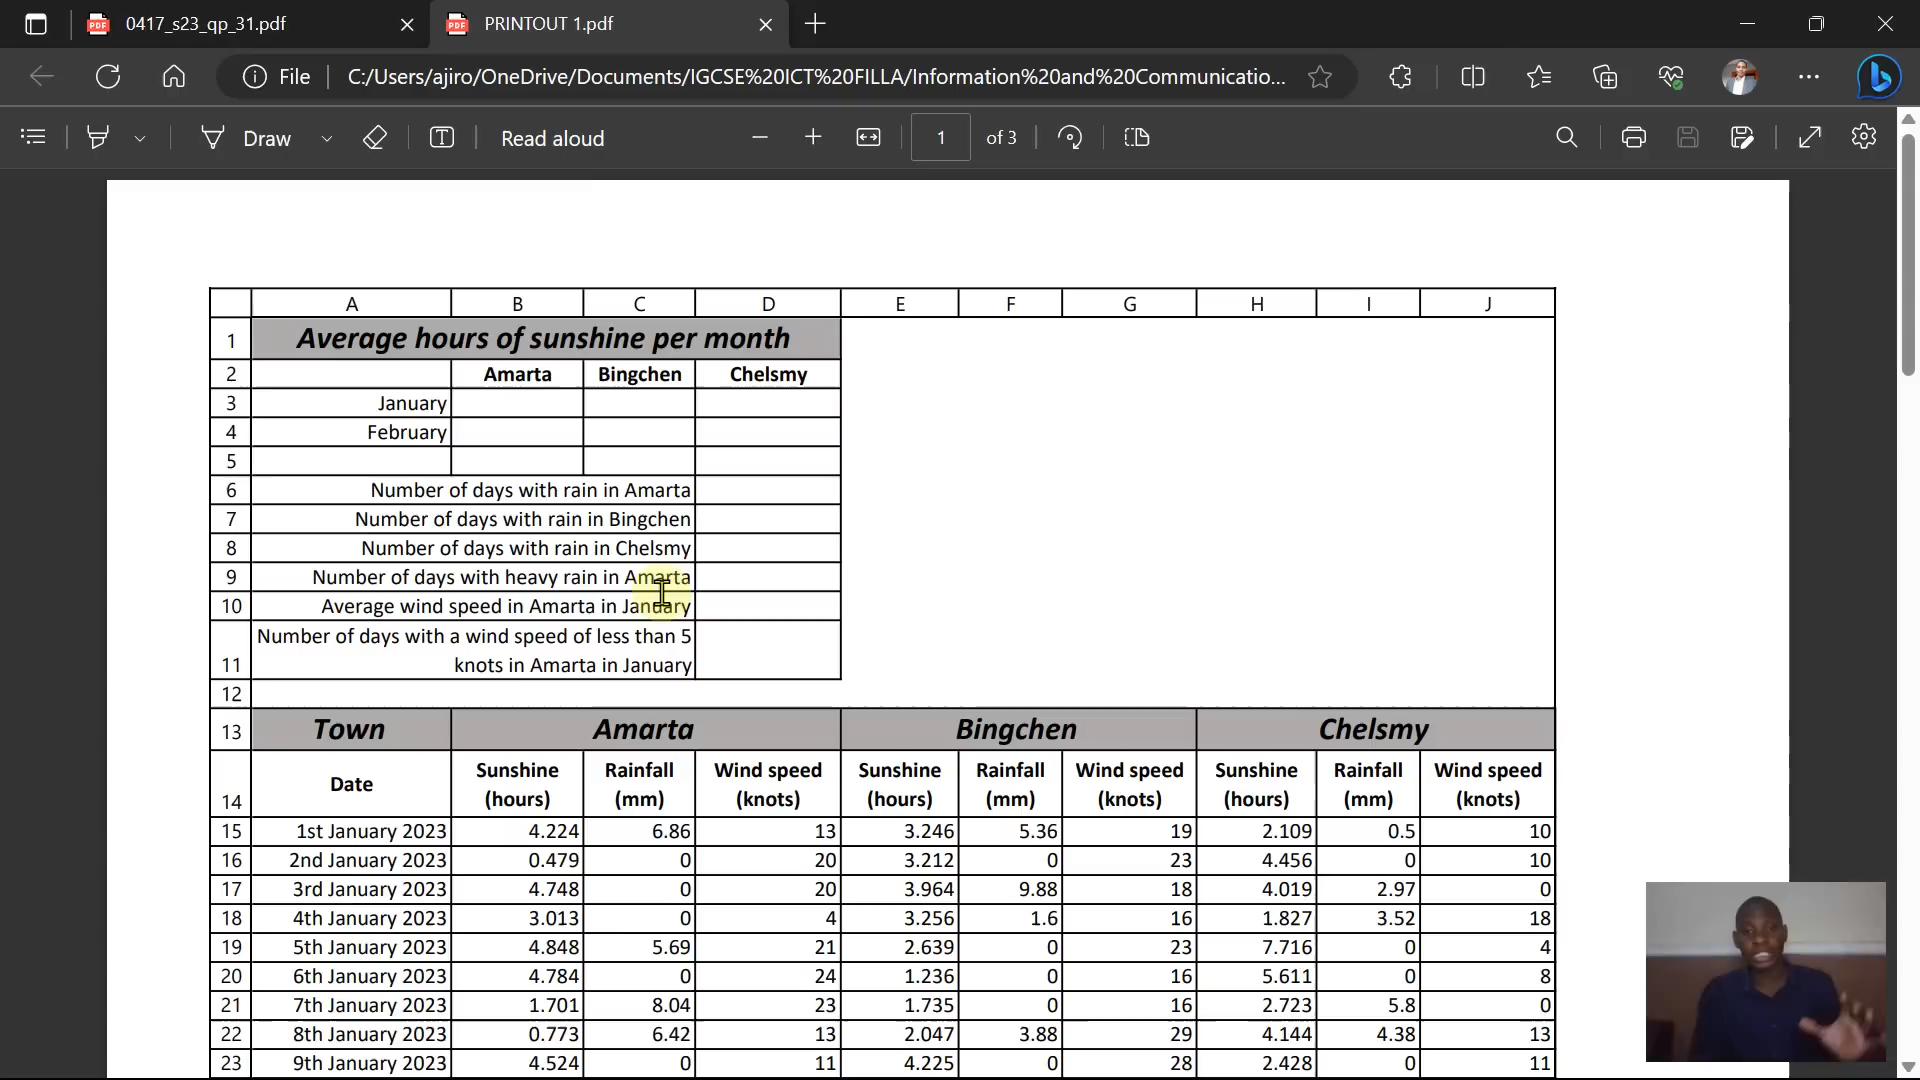 0417_s23_qp_31.pdf
PRINTOUT 1.pdf
File
C:/Users/ajiro/OneDrive/Documents/IGCSE%20ICT%20FILLA/Information%20and%20Communicatio...
Draw
Read aloud
1 of 3
A B C D E F G H I J
1 Average hours of sunshine per month
2 Amarta Bingchen Chelsmy
3 January
4 February
5
6 Number of days with rain in Amarta
7 Number of days with rain in Bingchen
8 Number of days with rain in Chelsmy
9 Number of days with heavy rain in Amarta
10 Average wind speed in Amarta in January
Number of days with a wind speed of less than 5
11 knots in Amarta in January
12
13 Town Amarta Bingchen Chelsmy
Date Sunshine Rainfall Wind speed Sunshine Rainfall Wind speed Sunshine Rainfall Wind speed
14 (hours) (mm) (knots) (hours) (mm) (knots) (hours) (mm) (knots)
15 1st January 2023 4.224 6.86 13 3.246 5.36 19 2.109 0.5 10
16 2nd January 2023 0.479 0 20 3.212 0 23 4.456 0 10
17 3rd January 2023 4.748 0 20 3.964 9.88 18 4.019 2.97 0
18 4th January 2023 3.013 0 4 3.256 1.6 16 1.827 3.52 18
19 5th January 2023 4.848 5.69 21 2.639 0 23 7.716 0 4
20 6th January 2023 4.784 0 24 1.236 0 16 5.611 0 8
21 7th January 2023 1.701 8.04 23 1.735 0 16 2.723 5.8 0
22 8th January 2023 0.773 6.42 13 2.047 3.88 29 4.144 4.38 13
23 9th January 2023 4.524 0 11 4.225 0 28 2.428 0 11